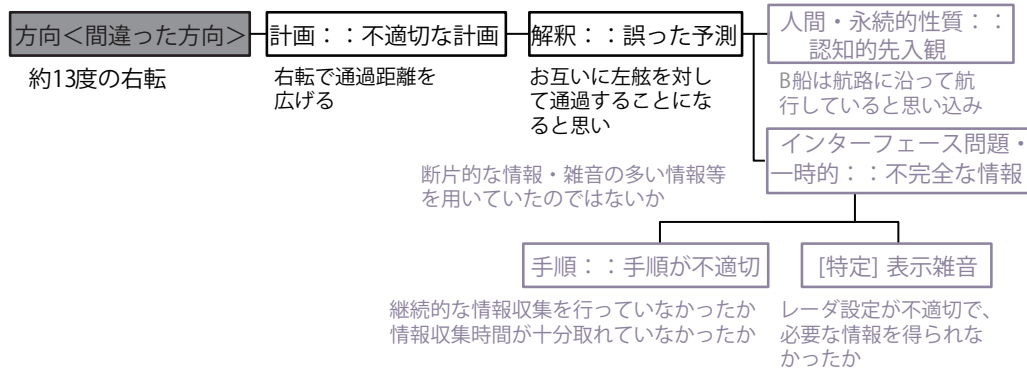 方向＜間違った方向＞
計画：：不適切な計画
解釈：：誤った予測
人間・永続的性質：：
認知的先入観
約13度の右転
右転で通過距離を
広げる
お互いに左舷を対し
て通過することにな
ると思い
B船は航路に沿って航
行していると思い込み
インターフェース問題・
一時的：：不完全な情報
断片的な情報・雑音の多い情報等
を用いていたのではないか
手順：：手順が不適切
[特定] 表示雑音
継続的な情報収集を行っていなかったか
情報収集時間が十分取れていなかったか
レーダ設定が不適切で、
必要な情報を得られな
かったか